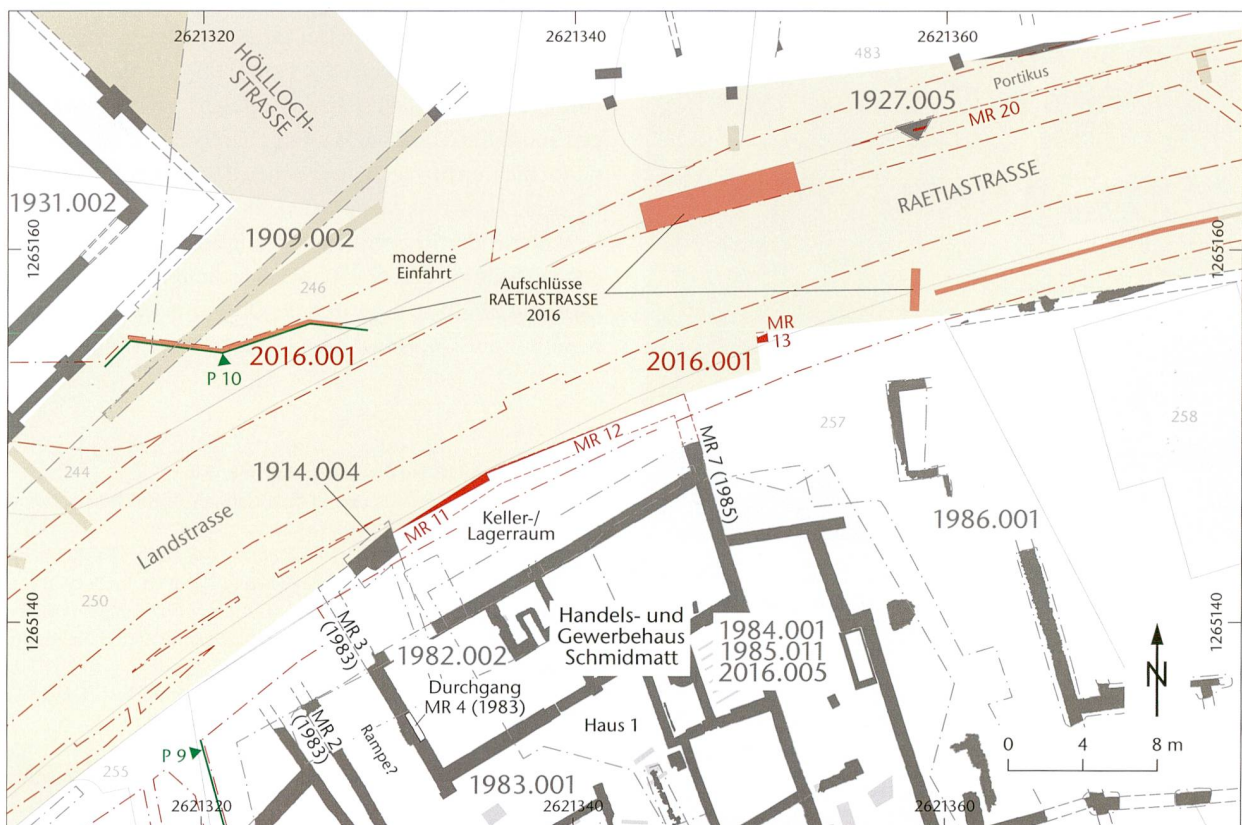 2621320
2621340
2621360
HÖLLLOCH-
STRASSE
483
Portikus
1927.005
MR 20
RAETIASTRASSE
1931.002
1265160
1909.002
moderne
Einfahrt
246
Aufschlüsse
RAETIASTRASSE
2016
1265160
2016.001
P 10
MR
13
2016.001
257
258
244
1914.004
MR 12
MR 7 (1985)
MR 11
Keller-/
Lagerraum
1986.001
Landstrasse
250
1265140
MR 3
(1983)
Handels- und
Gewerbehaus
Schmidmatt
1984.001
1985.011
2016.005
1265140
1982.002
Durchgang
MR 4 (1983)
N
MR 2
(1983)
Rampe?
Haus 1
P 9
255
1983.001
0 4 8 m
2621320
2621340
2621360